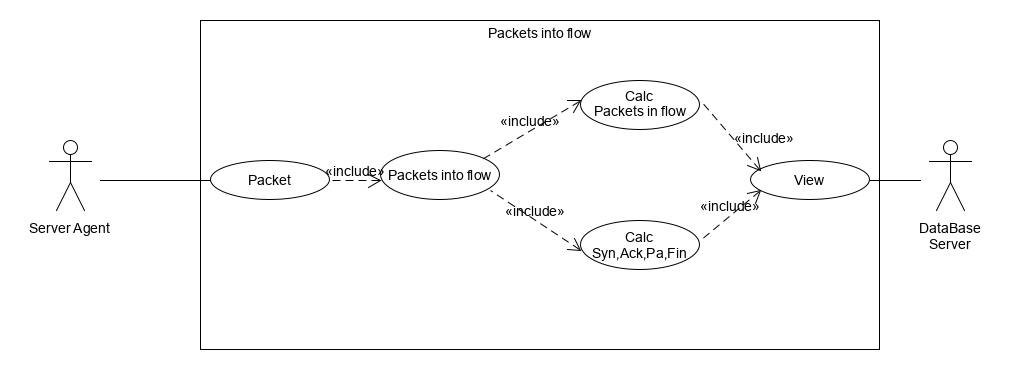 Packets into flow
Calc
Packets in flow
«include»
«include»
Packet
«include»
Packets into flow
View
«include»
«include»
Calc
Syn,Ack,Pa,Fin
Server Agent
DataBase
Server